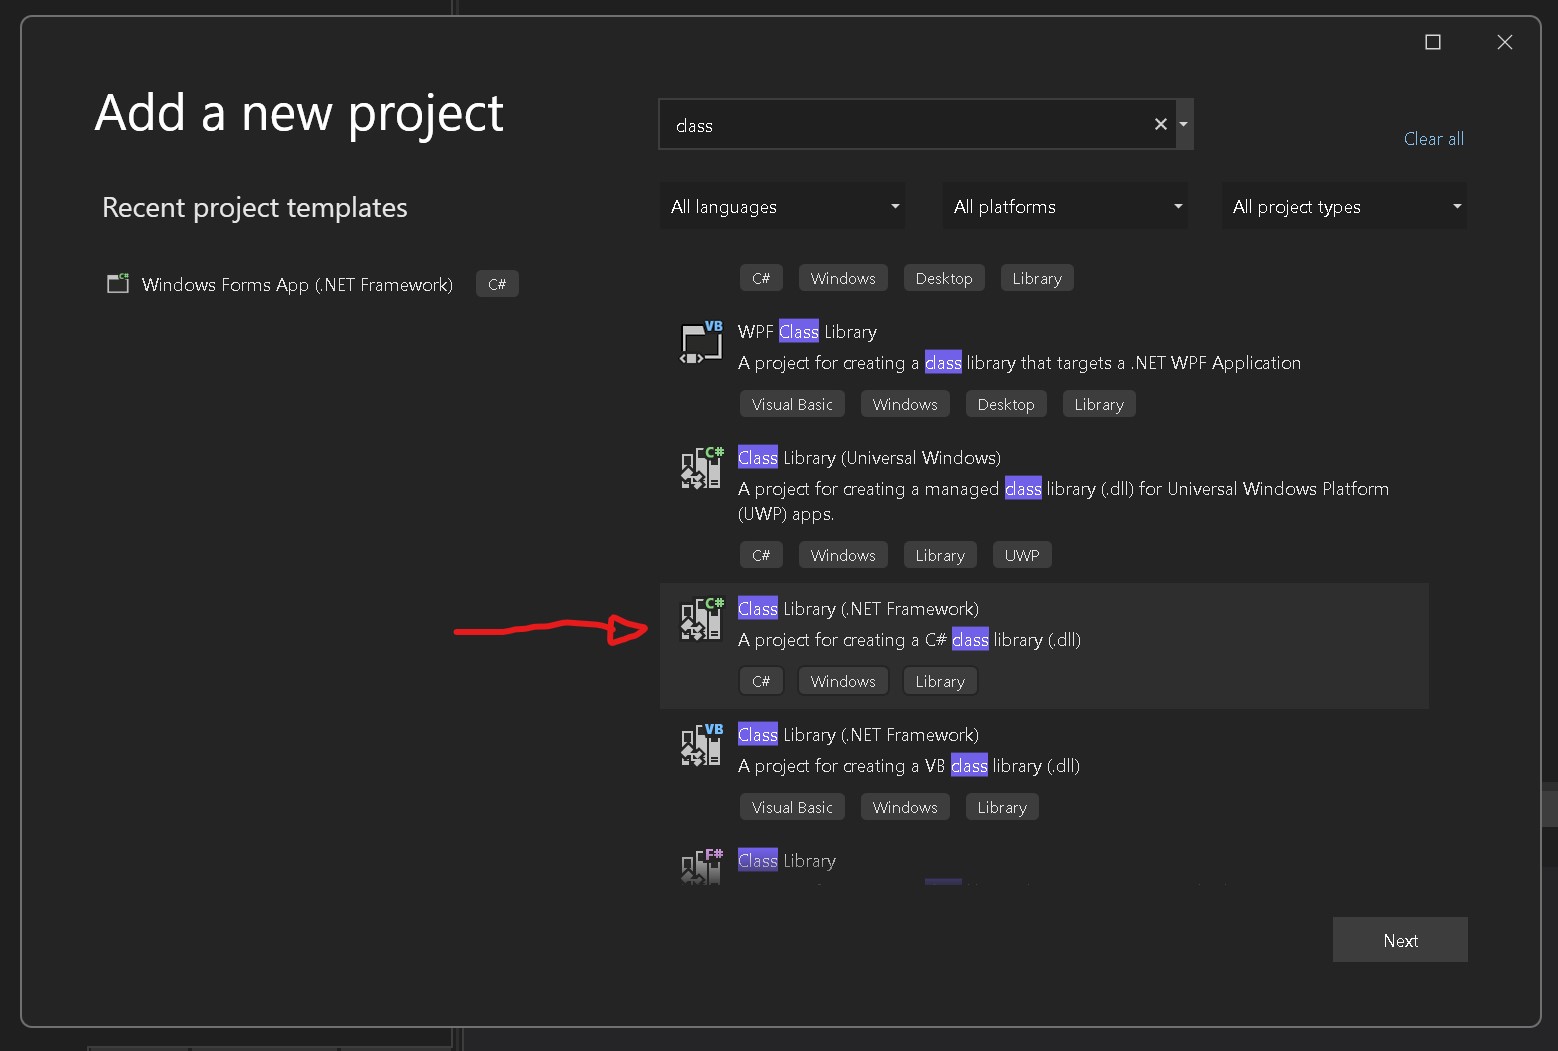 Add a new project
class
Clear all
Recent project templates
All languages
All platforms
All project types
Windows Forms App (.NET Framework) C#
C# Windows Desktop Library
VB
WPF Class Library
A project for creating a class library that targets a .NET WPF Application
Visual Basic Windows Desktop Library
C#
Class Library (Universal Windows)
A project for creating a managed class library (.dll) for Universal Windows Platform
(UWP) apps.
C# Windows Library UWP
C#
Class Library (.NET Framework)
A project for creating a C# class library (.dll)
C# Windows Library
VB
Class Library (.NET Framework)
A project for creating a VB class library (.dll)
Visual Basic Windows Library
F#
Class Library
Next